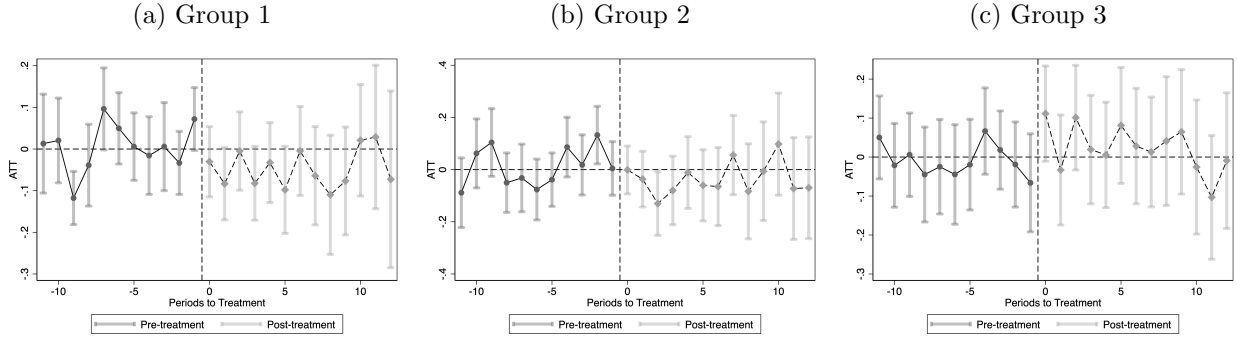 (a) Group 1
ATT
.2
.1
0
-.1
-.2
-.3
-10 -5 0 5 10
Periods to Treatment
Pre-treatment Post-treatment
(b) Group 2
ATT
.4
.2
0
-.2
-.4
-10 -5 0 5 10
Periods to Treatment
Pre-treatment Post-treatment
(c) Group 3
ATT
.2
.1
0
-.1
-.2
-.3
-10 -5 0 5 10
Periods to Treatment
Pre-treatment Post-treatment